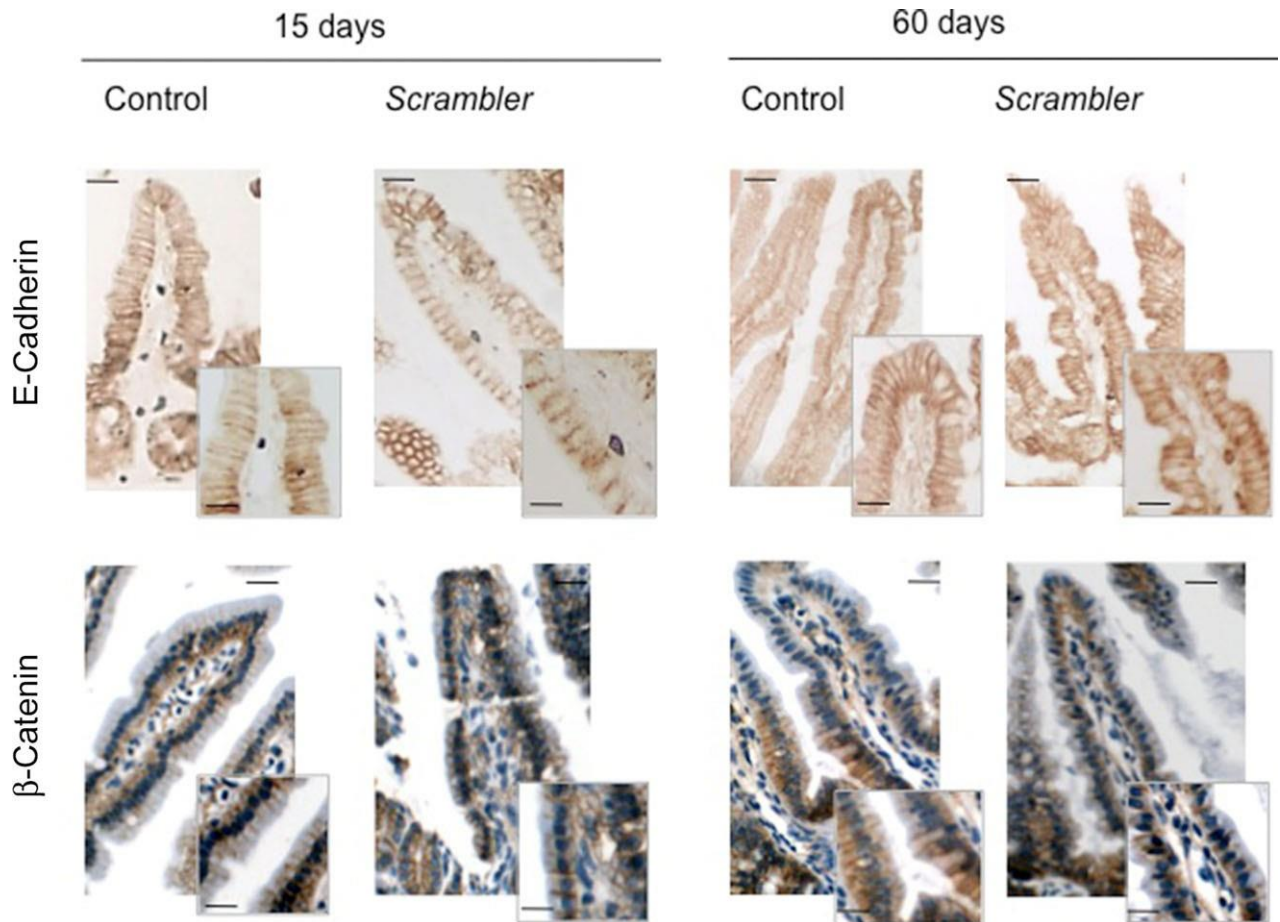 15 days
60 days
Control
Scrambler
Control
Scrambler
E-Cadherin
β-Catenin